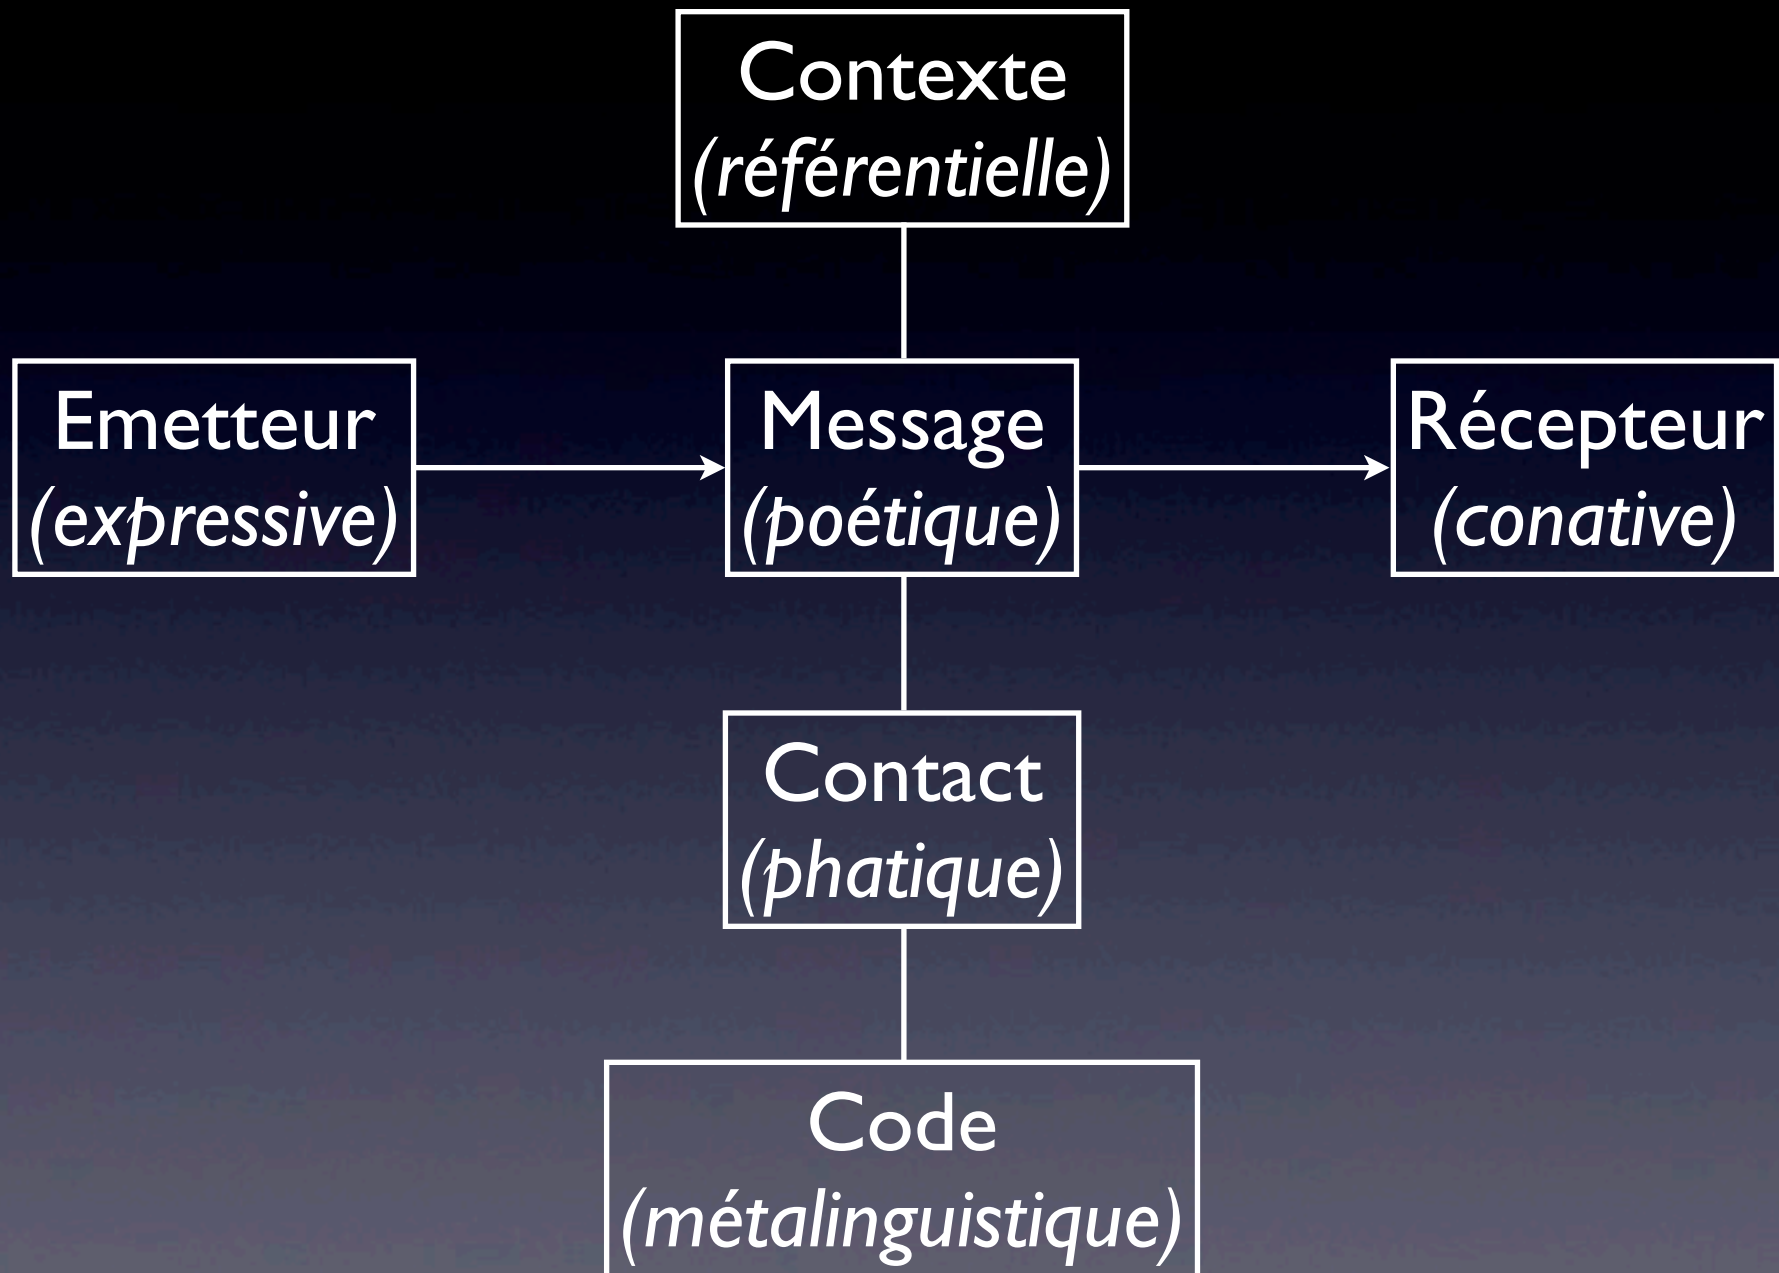 Contexte
(référentielle)
Emetteur
(expressive)
Message
(poétique)
Récepteur
(conative)
Contact
(phatique)
Code
(métalinguistique)